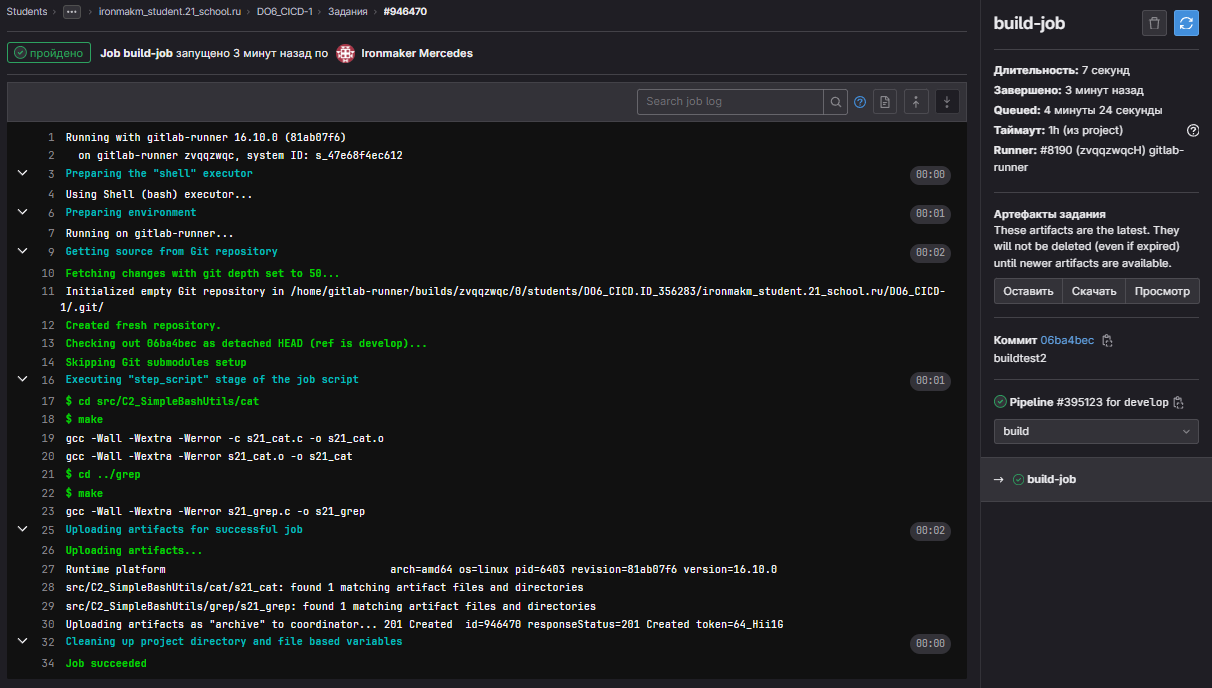 Students > ••• > ironmakm_student.21_school.ru > DO6_CICD-1 > Задания > #946470
пройдено Job build-job запущено 3 минут назад по Ironmaker Mercedes
Search job log
1 Running with gitlab-runner 16.10.0 (81ab07f6)
2 on gitlab-runner zvqqzwqc, system ID: s_47e68f4ec612
3 Preparing the "shell" executor 00:00
4 Using Shell (bash) executor...
6 Preparing environment 00:01
7 Running on gitlab-runner...
9 Getting source from Git repository 00:02
10 Fetching changes with git depth set to 50...
11 Initialized empty Git repository in /home/gitlab-runner/builds/zvqqzwqc/0/students/DO6_CICD.ID_356283/ironmakm_student.21_school.ru/DO6_CICD-
1/.git/
12 Created fresh repository.
13 Checking out 06ba4bec as detached HEAD (ref is develop)...
14 Skipping Git submodules setup
16 Executing "step_script" stage of the job script 00:01
17 $ cd src/C2_SimpleBashUtils/cat
18 $ make
19 gcc -Wall -Wextra -Werror -c s21_cat.c -o s21_cat.o
20 gcc -Wall -Wextra -Werror s21_cat.o -o s21_cat
21 $ cd ../grep
22 $ make
23 gcc -Wall -Wextra -Werror s21_grep.c -o s21_grep
25 Uploading artifacts for successful job 00:02
26 Uploading artifacts...
27 Runtime platform arch=amd64 os=linux pid=6403 revision=81ab07f6 version=16.10.0
28 src/C2_SimpleBashUtils/cat/s21_cat: found 1 matching artifact files and directories
29 src/C2_SimpleBashUtils/grep/s21_grep: found 1 matching artifact files and directories
30 Uploading artifacts as "archive" to coordinator... 201 Created id=946470 responseStatus=201 Created token=64_Hii1G
32 Cleaning up project directory and file based variables 00:00
34 Job succeeded
build-job
Длительность: 7 секунд
Завершено: 3 минут назад
Queued: 4 минуты 24 секунды
Таймаут: 1h (из project)
Runner: #8190 (zvqqzwqcH) gitlab-
runner
Артефакты задания
These artifacts are the latest. They
will not be deleted (even if expired)
until newer artifacts are available.
Оставить Скачать Просмотр
Коммит 06ba4bec
buildtest2
Pipeline #395123 for develop
build
→ build-job